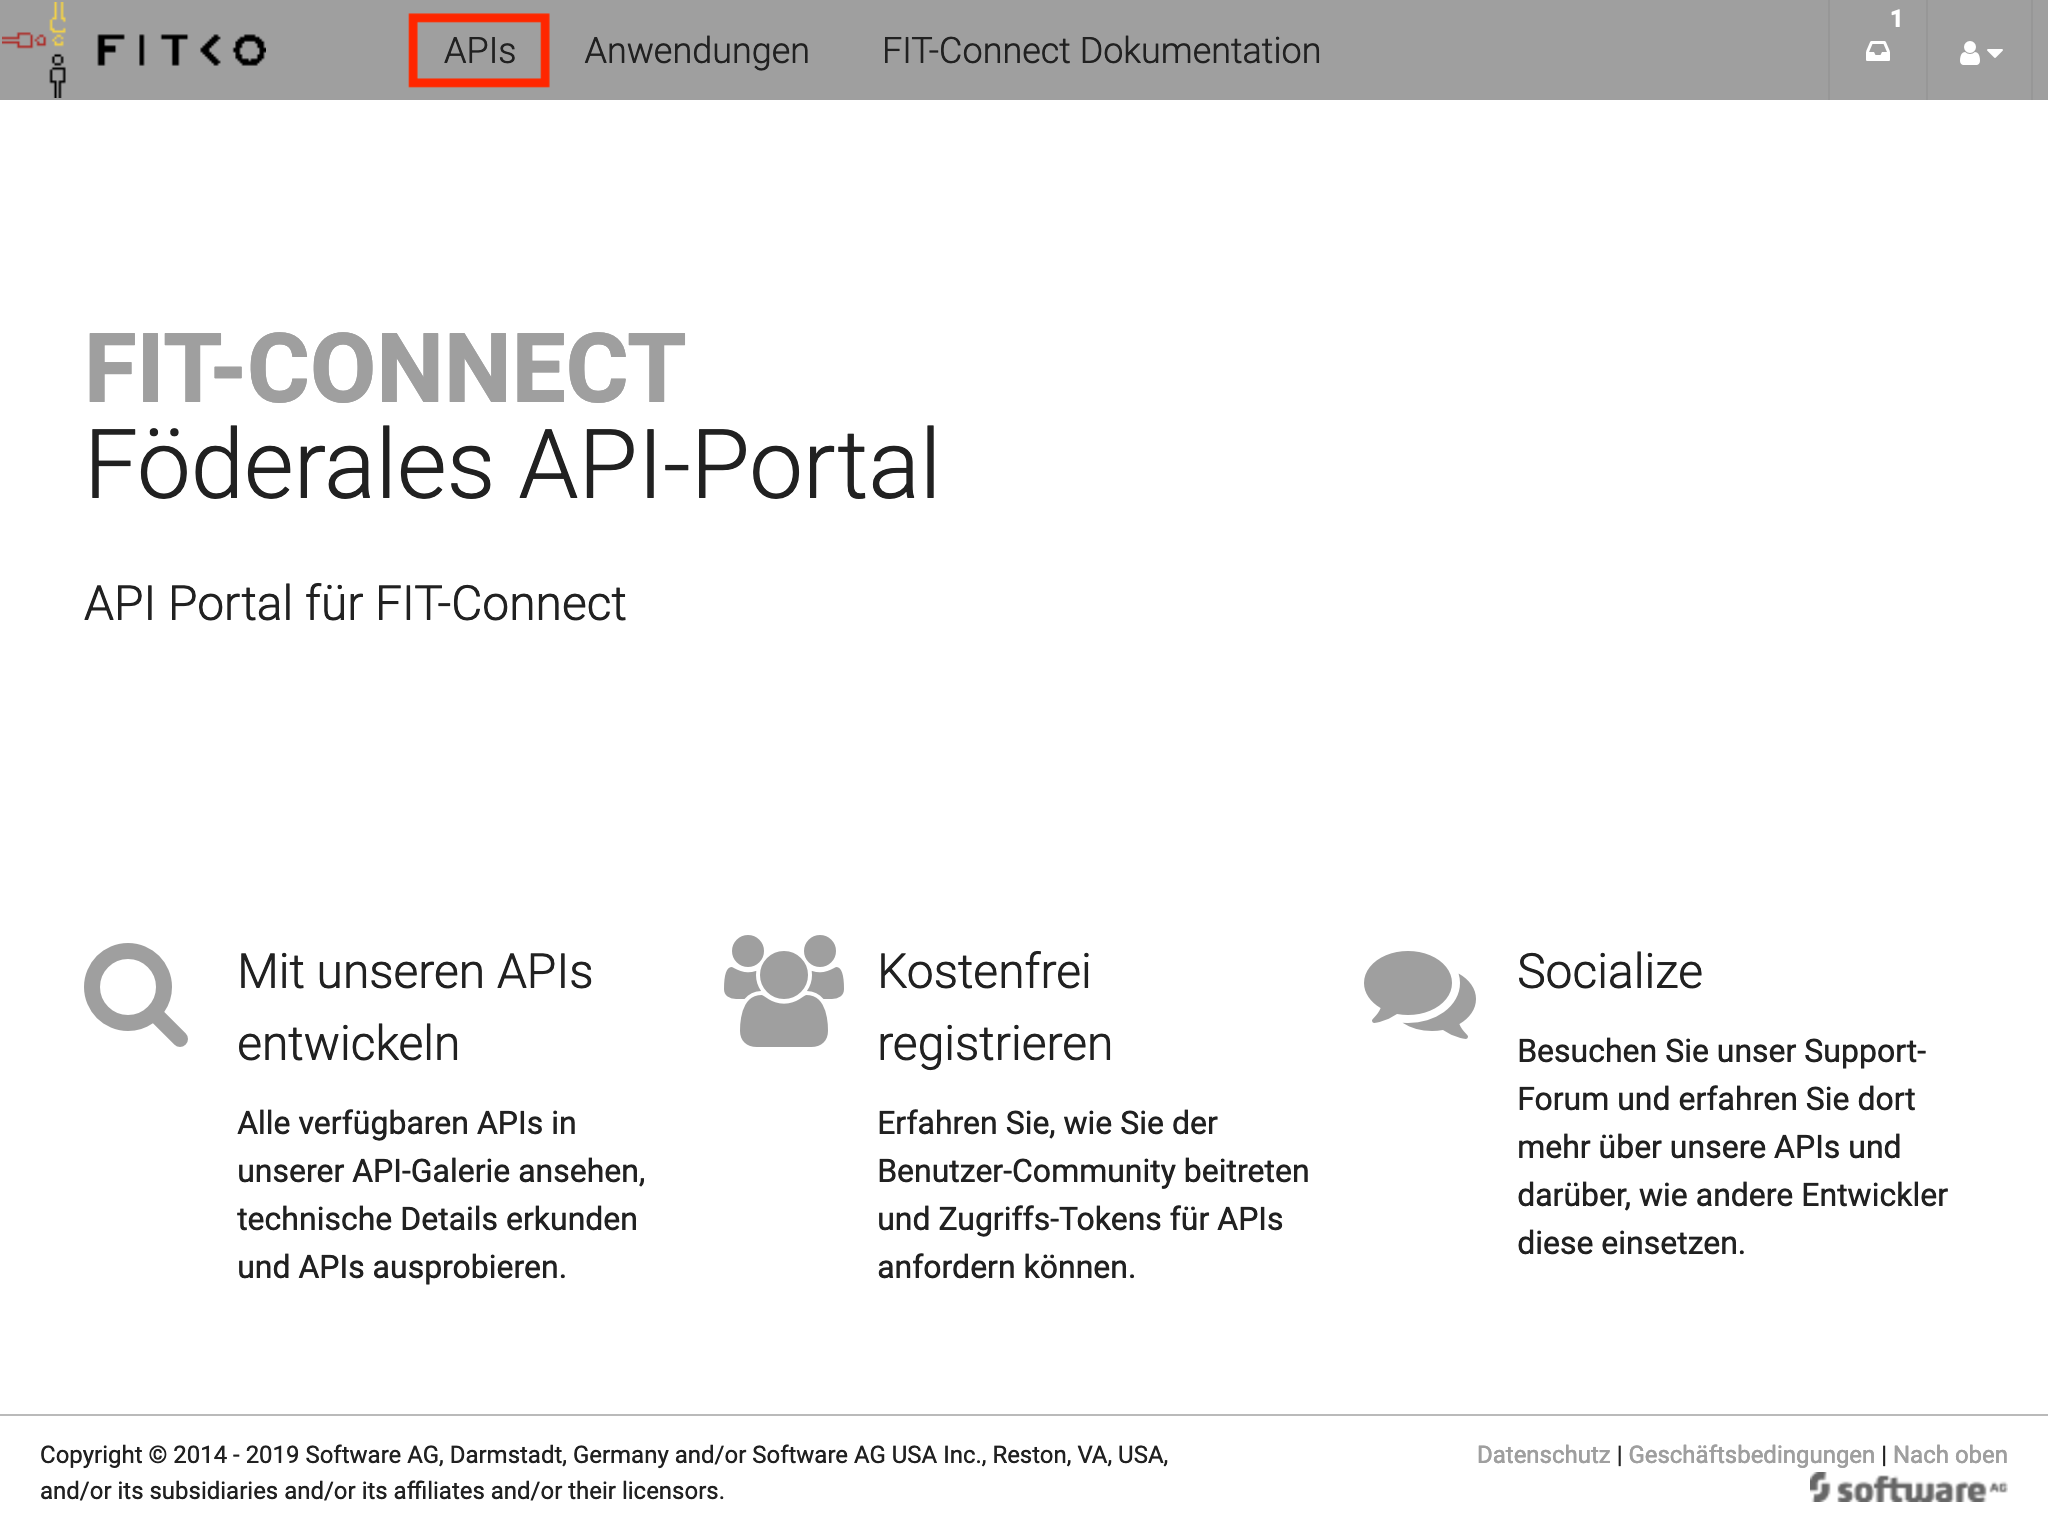 FITKO
APIs
Anwendungen
FIT-Connect Dokumentation
1
FIT-CONNECT
Föderales API-Portal
API Portal für FIT-Connect
Mit unseren APIs
entwickeln
Alle verfügbaren APIs in
unserer API-Galerie ansehen,
technische Details erkunden
und APIs ausprobieren.
Kostenfrei
registrieren
Erfahren Sie, wie Sie der
Benutzer-Community beitreten
und Zugriffs-Tokens für APIs
anfordern können.
Socialize
Besuchen Sie unser Support-
Forum und erfahren Sie dort
mehr über unsere APIs und
darüber, wie andere Entwickler
diese einsetzen.
Copyright © 2014 - 2019 Software AG, Darmstadt, Germany and/or Software AG USA Inc., Reston, VA, USA,
and/or its subsidiaries and/or its affiliates and/or their licensors.
Datenschutz | Geschäftsbedingungen | Nach oben
software AG